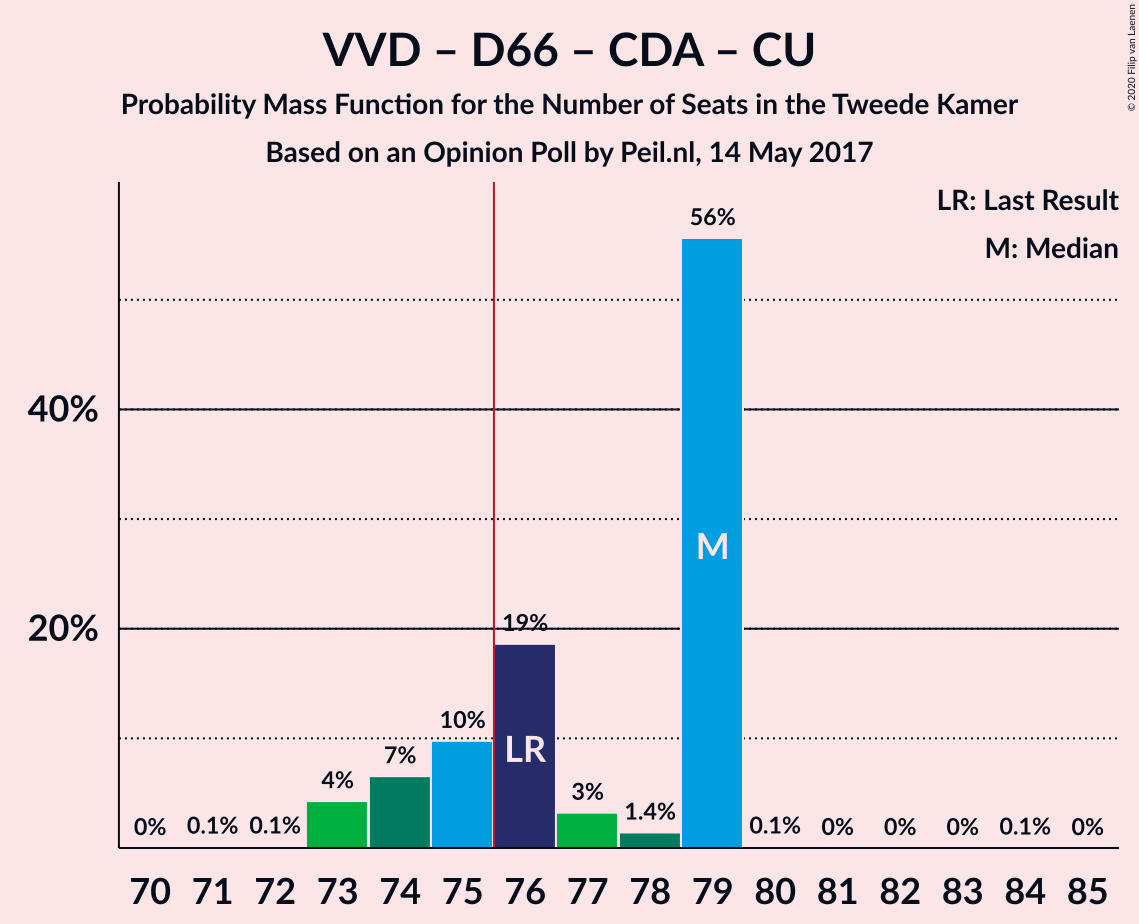 VVD – D66 – CDA – CU
Probability Mass Function for the Number of Seats in the Tweede Kamer
Based on an Opinion Poll by Peil.nl, 14 May 2017
© 2020 Filip van Laenen
LR: Last Result
M: Median
56%
40%
M
20%
19%
10%
LR
7%
4%
3%
1.4%
0% 0.1% 0.1% 0.1% 0% 0% 0% 0.1% 0%
70 71 72 73 74 75 76 77 78 79 80 81 82 83 84 85